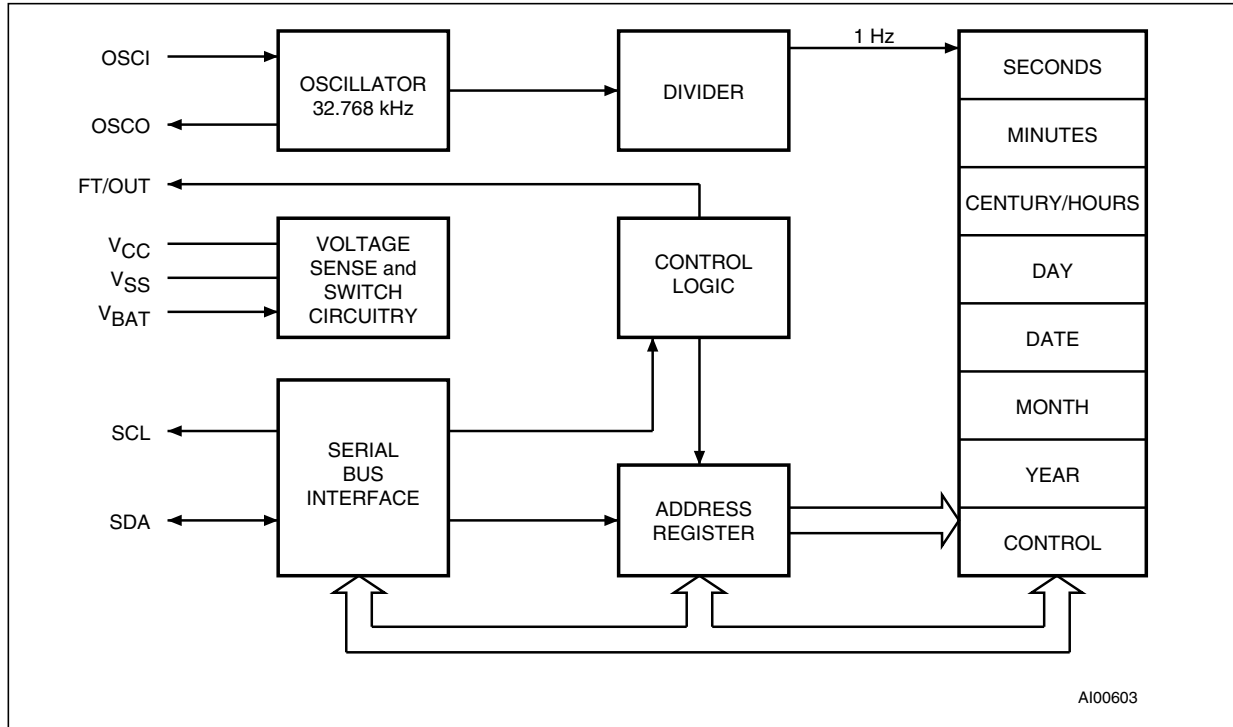 OSCI
OSCO
FT/OUT
VCC
VSS
VBAT
SCL
SDA
OSCILLATOR
32.768 kHz
DIVIDER
1 Hz
VOLTAGE
SENSE and
SWITCH
CIRCUITRY
CONTROL
LOGIC
SERIAL
BUS
INTERFACE
ADDRESS
REGISTER
SECONDS
MINUTES
CENTURY/HOURS
DAY
DATE
MONTH
YEAR
CONTROL
AI00603